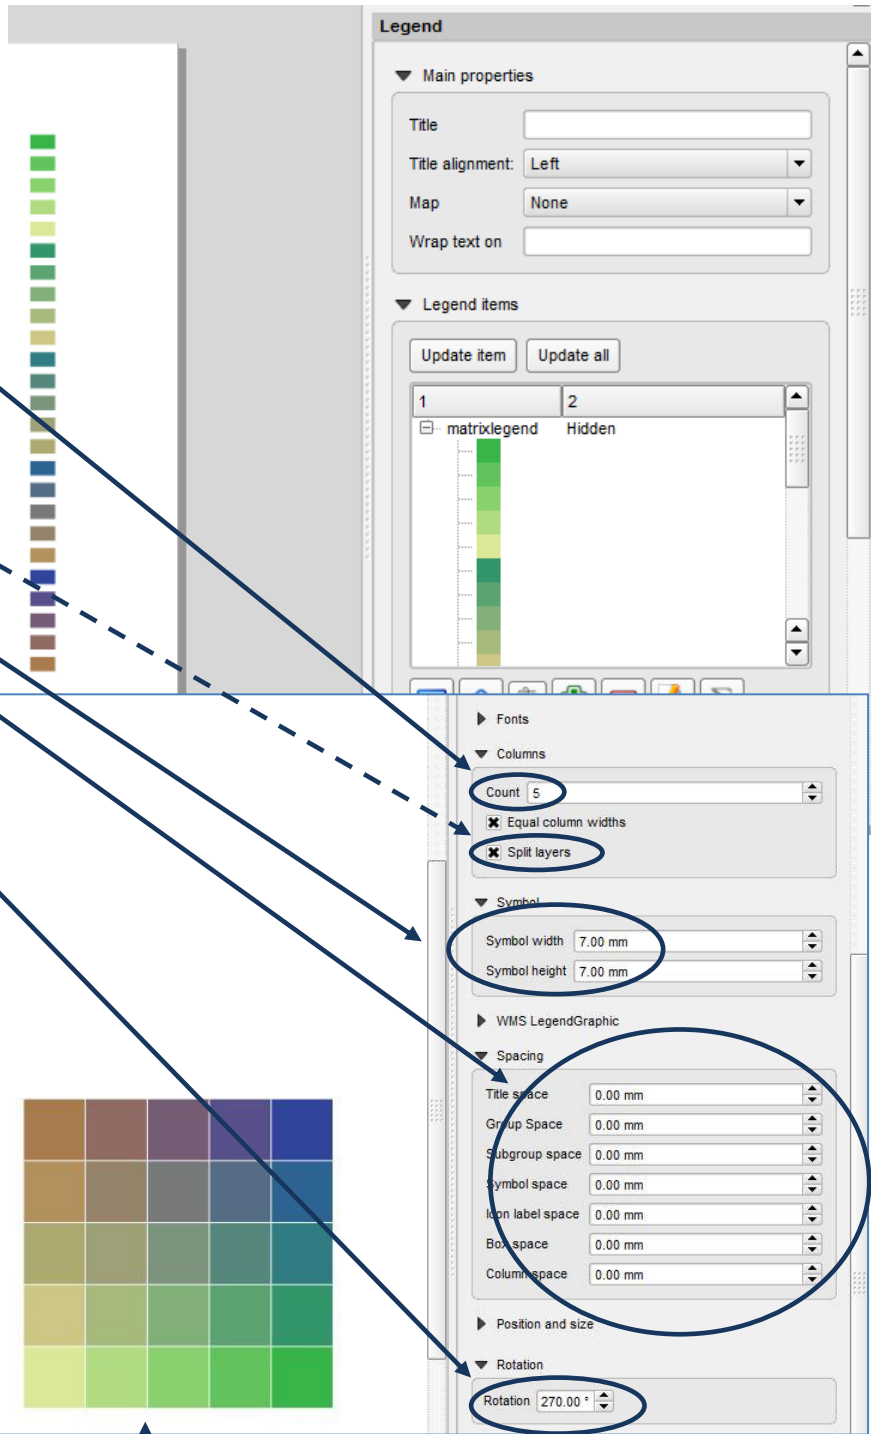 Legend
Main properties
Title
Title alignment: Left
Map None
Wrap text on
Legend items
Update item Update all
1 2
matrixlegend Hidden
Fonts
Columns
Count 5
Equal column widths
Split layers
Symbol
Symbol width 7.00 mm
Symbol height 7.00 mm
WMS LegendGraphic
Spacing
Title space 0.00 mm
Group Space 0.00 mm
Subgroup space 0.00 mm
Symbol space 0.00 mm
Icon label space 0.00 mm
Box space 0.00 mm
Column space 0.00 mm
Position and size
Rotation
Rotation 270.00 °